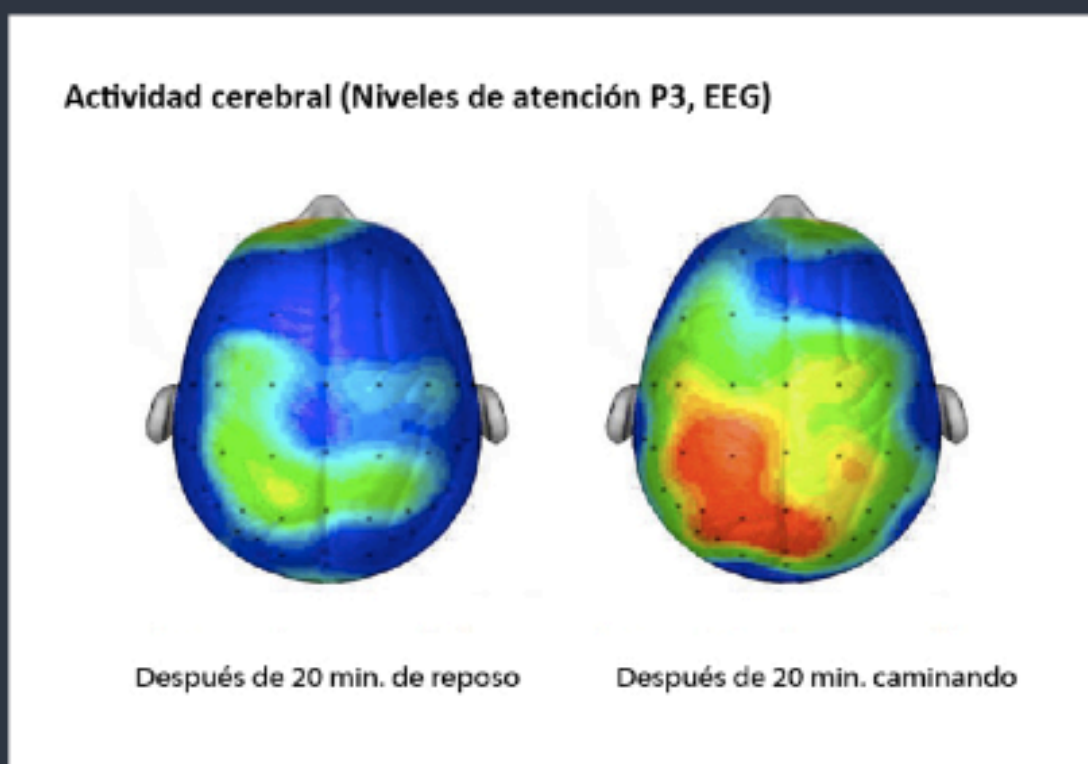 Actividad cerebral (Niveles de atención P3, EEG)
Después de 20 min. de reposo
Después de 20 min. caminando